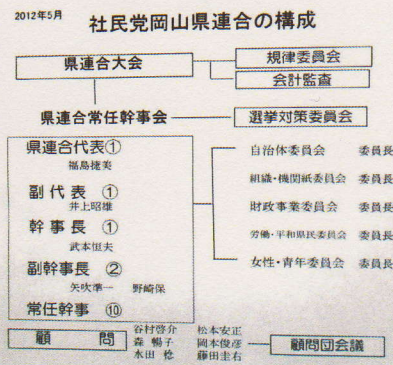 2012年5月
社民党岡山県連合の構成
県連合大会
規律委員会
会計監査
県連合常任幹事会
選挙対策委員会
県連合代表①
福島捷美
副代表 ①
井上昭雄
幹事長 ①
武本恒夫
副幹事長 ②
矢吹準一 野崎保
常任幹事 ⑩
自治体委員会 委員長
組織・機関紙委員会 委員長
財政事業委員会 委員長
労働・平和県民委員会 委員長
女性・青年委員会 委員長
顧問
谷村啓介 松本安正
森 暢子 岡本俊彦
水田 稔 藤田圭右
顧問団会議